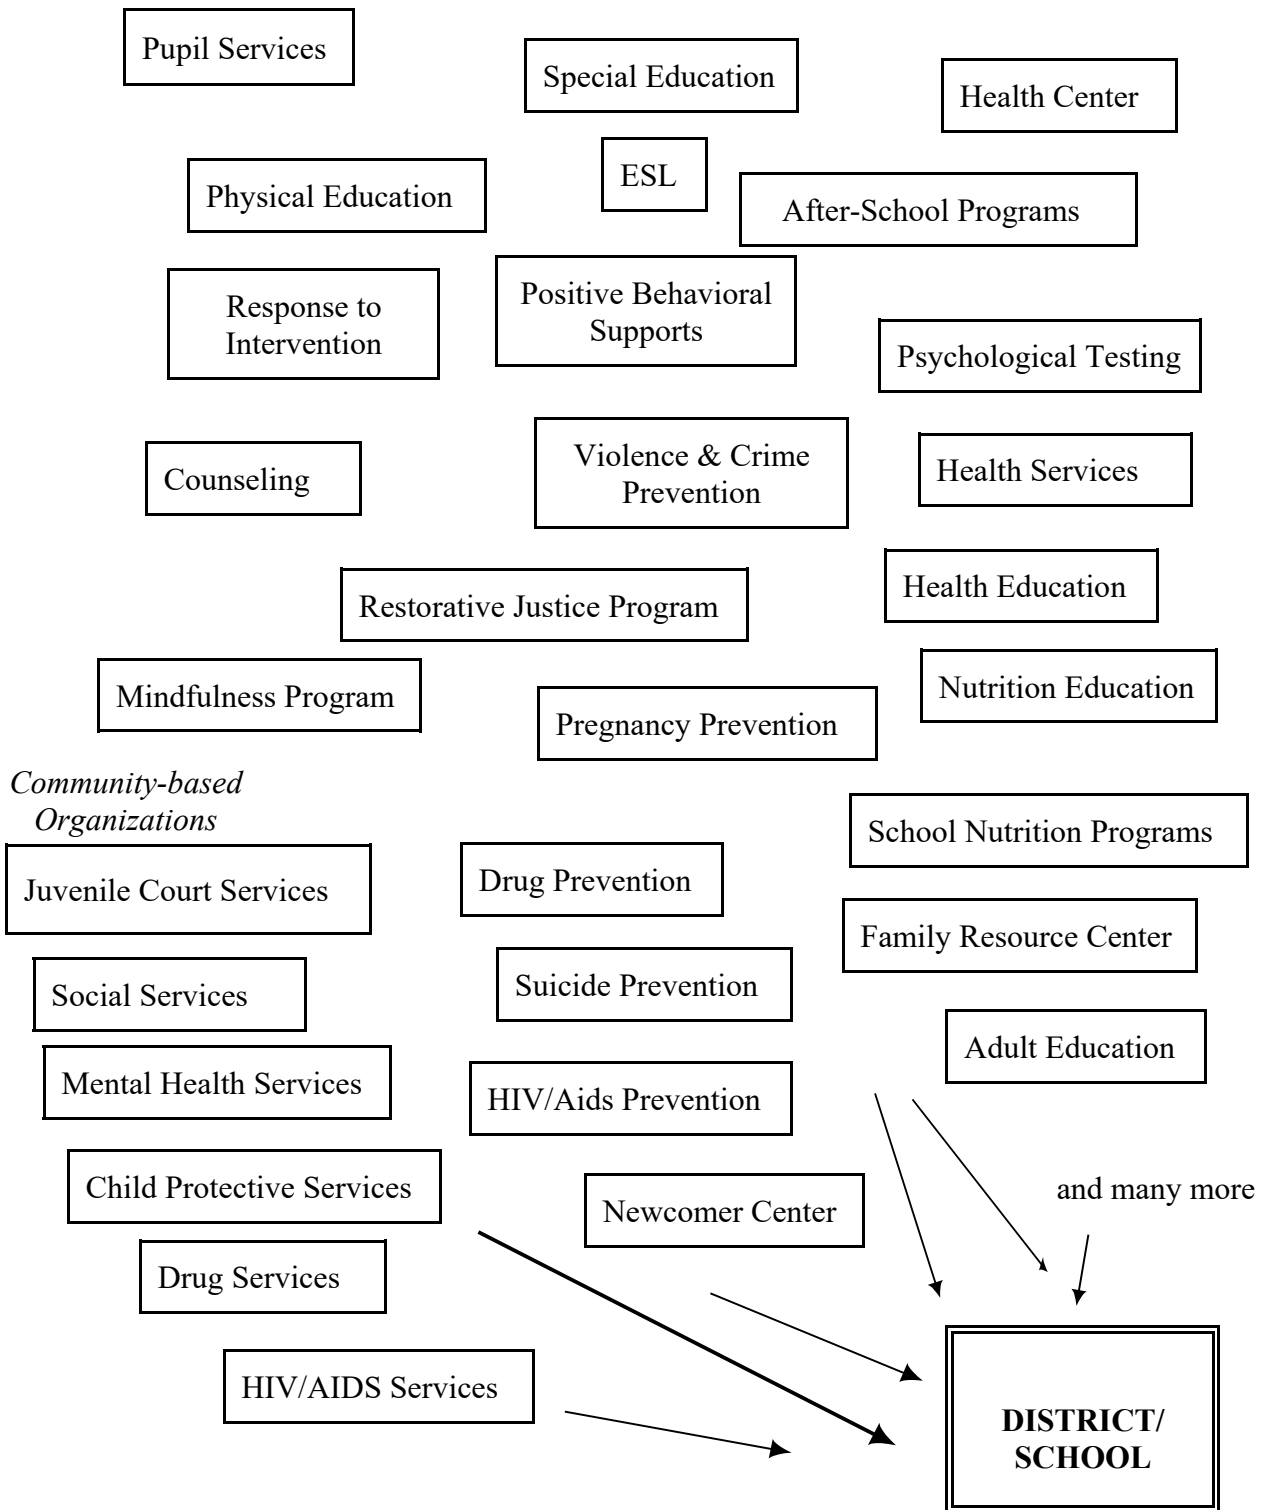 Pupil Services
Special Education
Health Center
ESL
Physical Education
After-School Programs
Response to
Intervention
Positive Behavioral
Supports
Psychological Testing
Counseling
Violence & Crime
Prevention
Health Services
Restorative Justice Program
Health Education
Mindfulness Program
Pregnancy Prevention
Nutrition Education
Community-based
Organizations
School Nutrition Programs
Juvenile Court Services
Drug Prevention
Family Resource Center
Social Services
Suicide Prevention
Adult Education
Mental Health Services
HIV/Aids Prevention
Child Protective Services
Newcomer Center
and many more
Drug Services
HIV/AIDS Services
DISTRICT/
SCHOOL